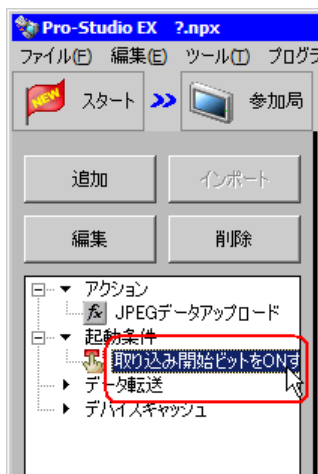 Pro-Studio EX ?.npx
ファイル(F) 編集(E) ツール(T) プログラ
NEW スタート 参加局
追加 インポート
編集 削除
アクション
fx JPEGデータアップロード
起動条件
取り込み開始ビットをONす
データ転送
デバイスキャッシュ